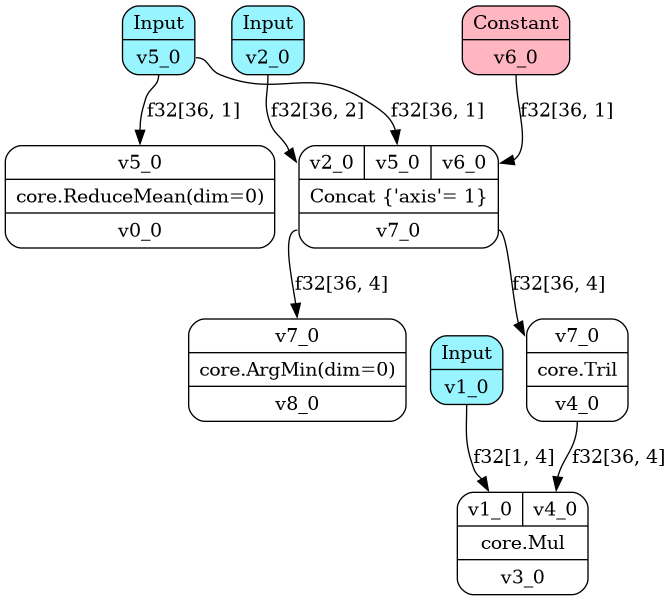 Input
v5_0
Input
v2_0
Constant
v6_0
f32[36, 1]
f32[36, 2]
f32[36, 1]
f32[36, 1]
v5_0
core.ReduceMean(dim=0)
v0_0
v2_0 v5_0 v6_0
Concat {'axis'= 1}
v7_0
f32[36, 4]
f32[36, 4]
v7_0
core.ArgMin(dim=0)
v8_0
Input
v1_0
v7_0
core.Tril
v4_0
f32[1, 4]
f32[36, 4]
v1_0 v4_0
core.Mul
v3_0